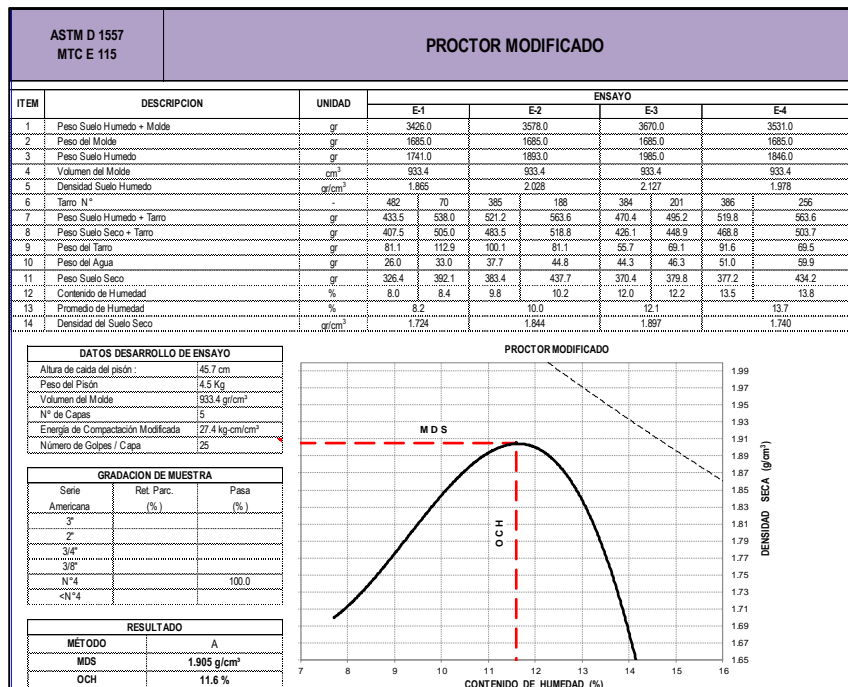 ASTM D 1557
MTC E 115
PROCTOR MODIFICADO
ITEM DESCRIPCION UNIDAD ENSAYO
E-1 E-2 E-3 E-4
1 Peso Suelo Humedo + Molde gr 3426.0 3578.0 3670.0 3531.0
2 Peso del Molde gr 1685.0 1685.0 1685.0 1685.0
3 Peso Suelo Humedo gr 1741.0 1893.0 1985.0 1846.0
4 Volumen del Molde cm³ 933.4 933.4 933.4 933.4
5 Densidad Suelo Humedo gr/cm³ 1.865 2.028 2.127 1.978
6 Tarro N° - 482 70 385 188 384 201 386 256
7 Peso Suelo Humedo + Tarro gr 433.5 538.0 521.2 563.6 470.4 495.2 519.8 563.6
8 Peso Suelo Seco + Tarro gr 407.5 505.0 483.5 518.8 426.1 448.9 468.8 503.7
9 Peso del Tarro gr 81.1 112.9 100.1 81.1 55.7 69.1 91.6 69.5
10 Peso del Agua gr 26.0 33.0 37.7 44.8 44.3 46.3 51.0 59.9
11 Peso Suelo Seco gr 326.4 392.1 383.4 437.7 370.4 379.8 377.2 434.2
12 Contenido de Humedad % 8.0 8.4 9.8 10.2 12.0 12.2 13.5 13.8
13 Promedio de Humedad % 8.2 10.0 12.1 13.7
14 Densidad del Suelo Seco gr/cm³ 1.724 1.844 1.897 1.740
DATOS DESARROLLO DE ENSAYO
Altura de caida del pisón : 45.7 cm
Peso del Pisón 4.5 Kg
Volumen del Molde 933.4 gr/cm³
N° de Capas 5
Energía de Compactación Modificada 27.4 kg-cm/cm³
Número de Golpes / Capa 25
GRADACION DE MUESTRA
Serie Ret. Parc. Pasa
Americana (%) (%)
3"
2"
3/4"
3/8"
N°4 100.0
<N°4
RESULTADO
MÉTODO A
MDS 1.905 g/cm³
OCH 11.6 %
PROCTOR MODIFICADO
MDS
OCH
1.99
1.97
1.95
1.93
1.91
1.89
1.87
1.85
1.83
1.81
1.79
1.77
1.75
1.73
1.71
1.69
1.67
1.65
DENSIDAD SECA (g/cm³)
7 8 9 10 11 12 13 14 15 16
CONTENIDO DE HUMEDAD (%)